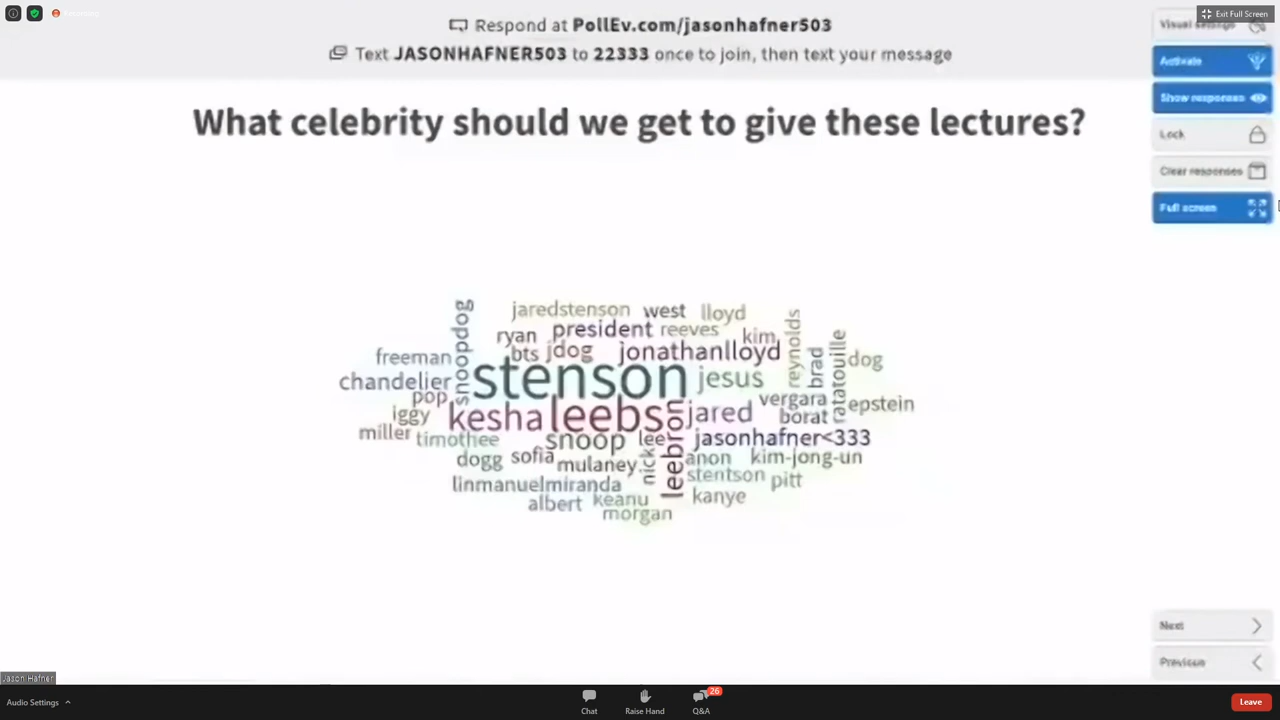 Exit Full Screen
Respond at PollEv.com/jasonhafner503
Visual settings
Text JASONHAFNER503 to 22333 once to join, then text your message
Activate
Show responses
What celebrity should we get to give these lectures?
Lock
Clear responses
Full screen
snoopdog
jaredstenson west lloyd
ryan president reeves kim reynolds
freeman bts jdog jonathanlloyd brad ratatouille dog
chandelier stenson jesus
pop vergara epstein
iggy kesha leebs leebron jared borat
miller timothee snoop lee jasonhafner<333
dogg sofia mulaney nick anon kim-jong-un
linmanuelmiranda stentson pitt
albert keanu kanye
morgan
Next
Previous
Jason Hafner
Audio Settings
Chat
Raise Hand
26
Q&A
Leave